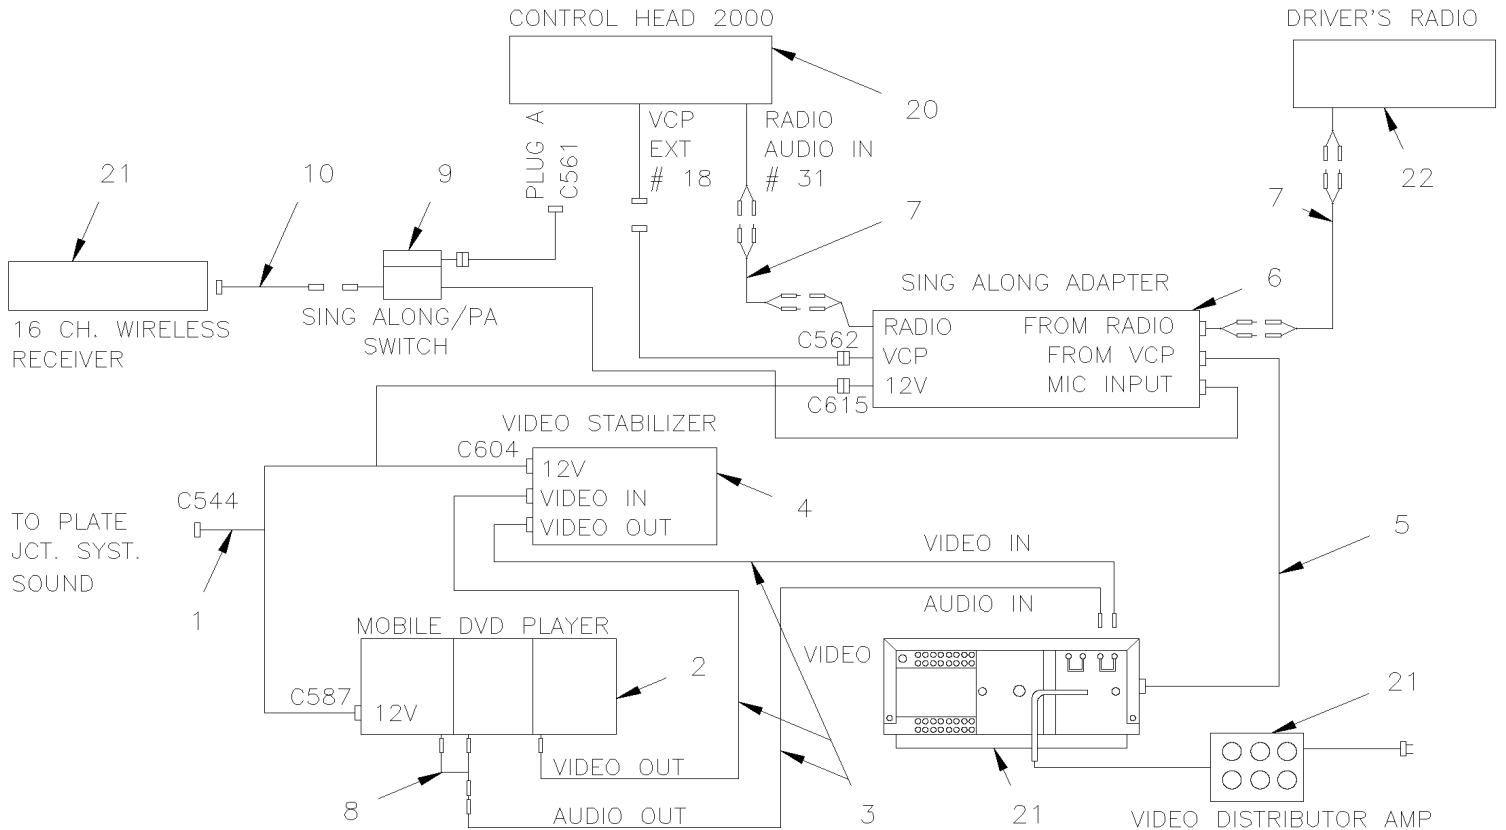 CONTROL HEAD 2000
DRIVER'S RADIO
20
22
PLUG A
C561
VCP
EXT
# 18
RADIO
AUDIO IN
# 31
21
10
9
7
7
16 CH. WIRELESS
RECEIVER
SING ALONG/PA
SWITCH
SING ALONG ADAPTER
6
C562
RADIO
FROM RADIO
VCP
FROM VCP
12V
MIC INPUT
C615
VIDEO STABILIZER
C604
12V
VIDEO IN
VIDEO OUT
4
C544
TO PLATE
JCT. SYST.
SOUND
1
5
VIDEO IN
AUDIO IN
MOBILE DVD PLAYER
VIDEO
2
C587
12V
21
VIDEO OUT
8
AUDIO OUT
3
21
VIDEO DISTRIBUTOR AMP